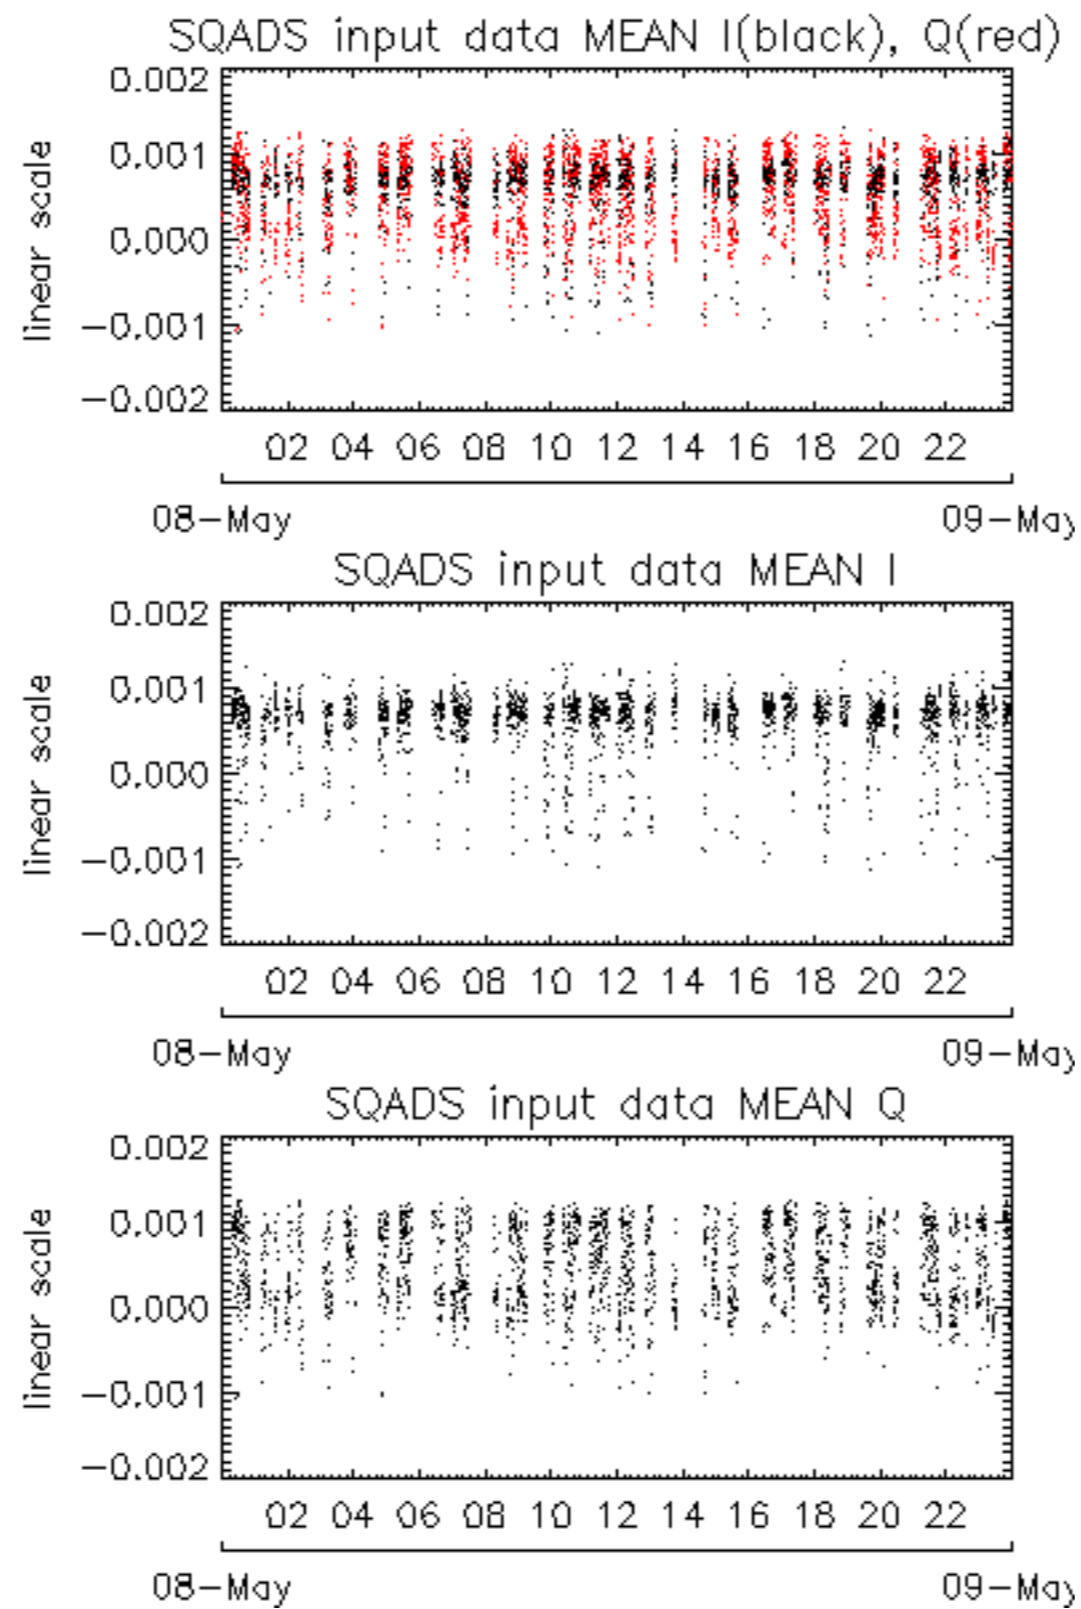 SQADS input data MEAN I(black), Q(red)
0.002
0.001
0.000
-0.001
-0.002
linear scale
02 04 06 08 10 12 14 16 18 20 22
08-May 09-May
SQADS input data MEAN I
0.002
0.001
0.000
-0.001
-0.002
linear scale
02 04 06 08 10 12 14 16 18 20 22
08-May 09-May
SQADS input data MEAN Q
0.002
0.001
0.000
-0.001
-0.002
linear scale
02 04 06 08 10 12 14 16 18 20 22
08-May 09-May